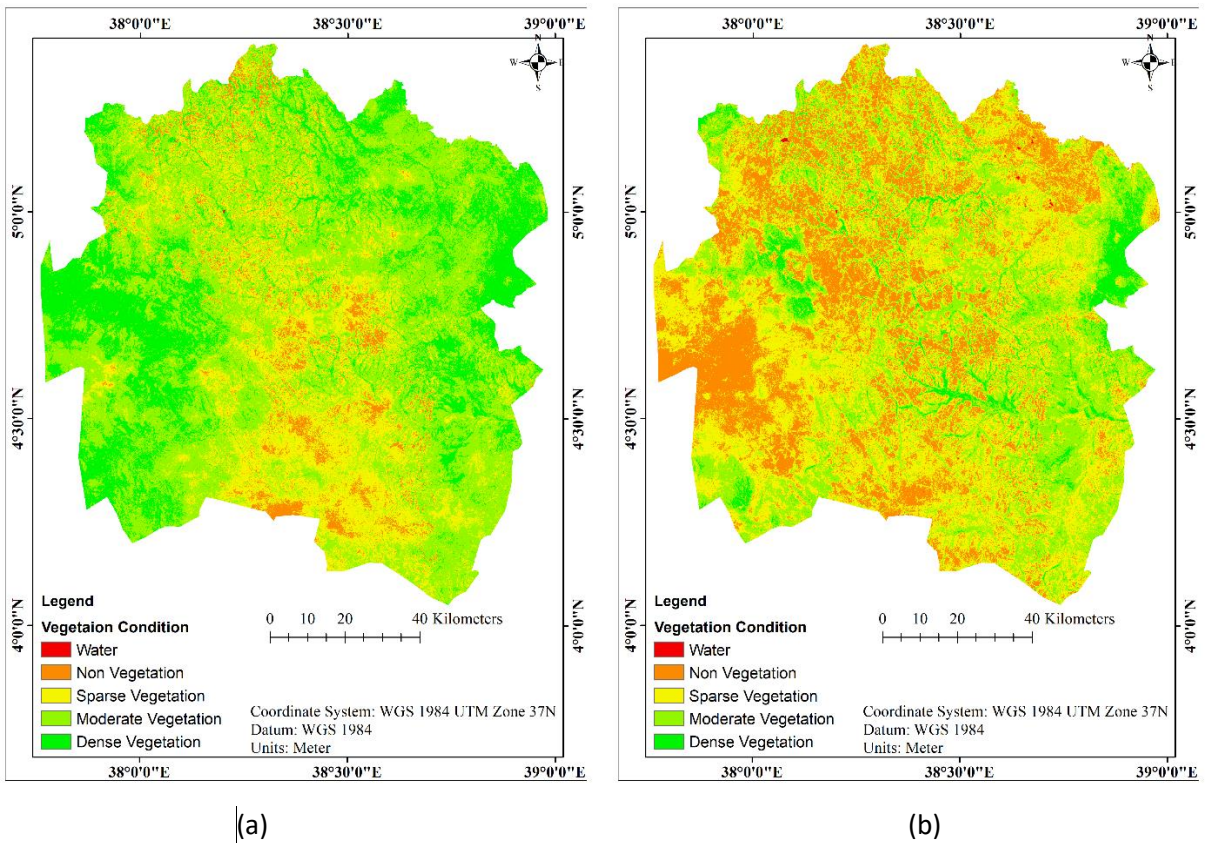 38°0'0"E 38°30'0"E 39°0'0"E
N
W E
S
5°0'0"N 5°0'0"N
4°30'0"N 4°30'0"N
4°0'0"N 4°0'0"N
Legend
Vegetaion Condition
Water
Non Vegetation
Sparse Vegetation
Moderate Vegetation
Dense Vegetation
0 10 20 40 Kilometers
Coordinate System: WGS 1984 UTM Zone 37N
Datum: WGS 1984
Units: Meter
38°0'0"E 38°30'0"E 39°0'0"E
(a)
38°0'0"E 38°30'0"E 39°0'0"E
N
W E
S
5°0'0"N 5°0'0"N
4°30'0"N 4°30'0"N
4°0'0"N 4°0'0"N
Legend
Vegetation Condition
Water
Non Vegetation
Sparse Vegetation
Moderate Vegetation
Dense Vegetation
0 10 20 40 Kilometers
Coordinate System: WGS 1984 UTM Zone 37N
Datum: WGS 1984
Units: Meter
38°0'0"E 38°30'0"E 39°0'0"E
(b)